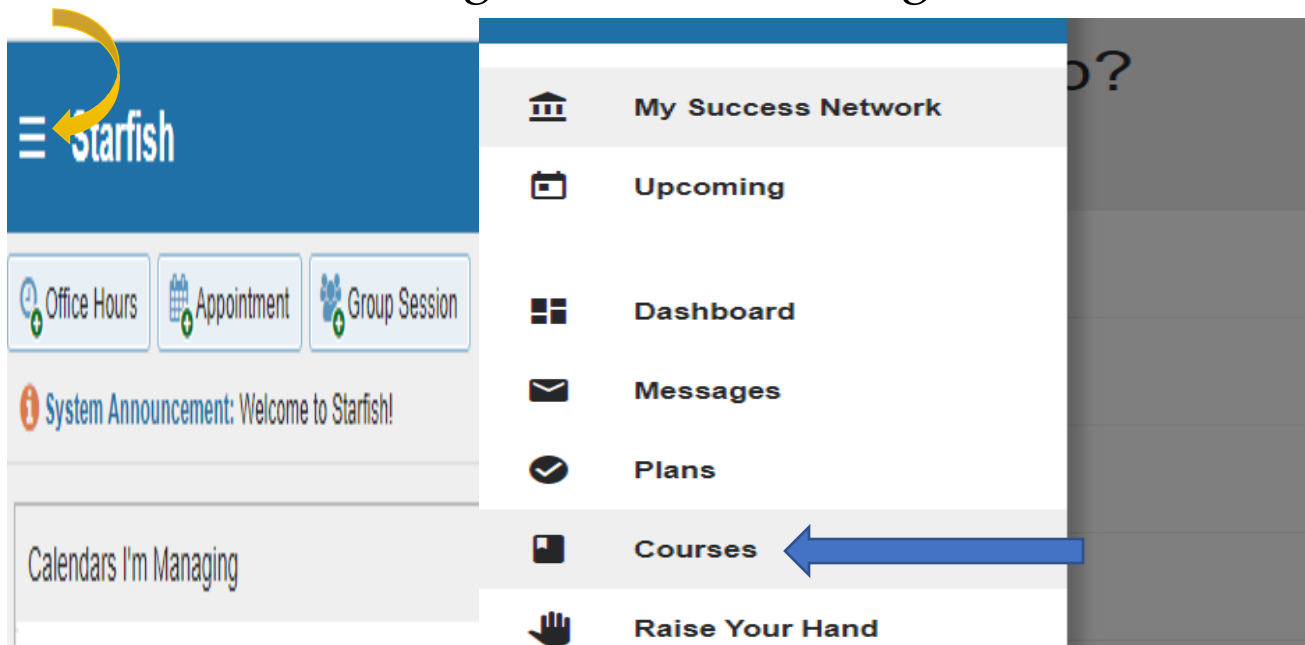 Starfish
Office Hours
Appointment
Group Session
System Announcement: Welcome to Starfish!
Calendars I'm Managing
My Success Network
Upcoming
Dashboard
Messages
Plans
Courses
Raise Your Hand